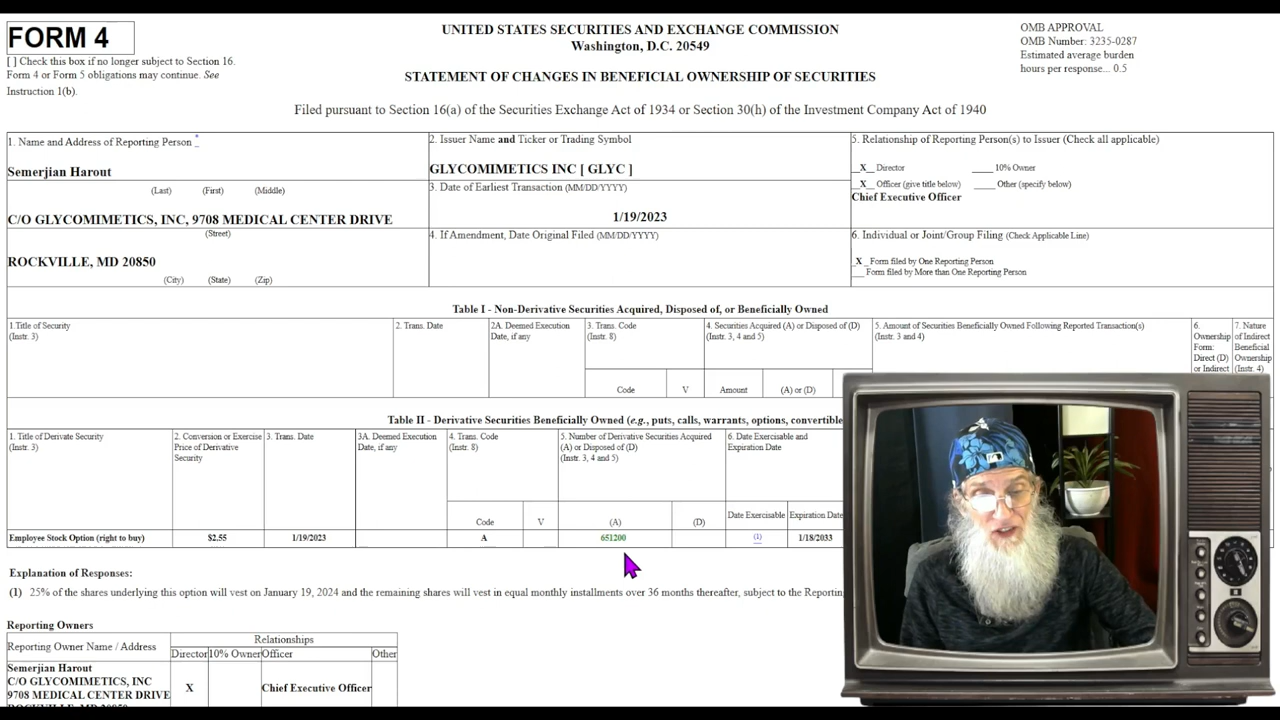 FORM 4
[ ] Check this box if no longer subject to Section 16. Form 4 or Form 5 obligations may continue. See Instruction 1(b).
UNITED STATES SECURITIES AND EXCHANGE COMMISSION
Washington, D.C. 20549
STATEMENT OF CHANGES IN BENEFICIAL OWNERSHIP OF SECURITIES
Filed pursuant to Section 16(a) of the Securities Exchange Act of 1934 or Section 30(h) of the Investment Company Act of 1940
OMB APPROVAL
OMB Number: 3235-0287
Estimated average burden
hours per response... 0.5
1. Name and Address of Reporting Person *
Semerjian Harout
(Last) (First) (Middle)
C/O GLYCOMIMETICS, INC, 9708 MEDICAL CENTER DRIVE
(Street)
ROCKVILLE, MD 20850
(City) (State) (Zip)
2. Issuer Name and Ticker or Trading Symbol
GLYCOMIMETICS INC [ GLYC ]
3. Date of Earliest Transaction (MM/DD/YYYY)
1/19/2023
4. If Amendment, Date Original Filed (MM/DD/YYYY)
5. Relationship of Reporting Person(s) to Issuer (Check all applicable)
__X__ Director _____ 10% Owner
__X__ Officer (give title below) _____ Other (specify below)
Chief Executive Officer
6. Individual or Joint/Group Filing (Check Applicable Line)
_X_ Form filed by One Reporting Person
___ Form filed by More than One Reporting Person
Table I - Non-Derivative Securities Acquired, Disposed of, or Beneficially Owned
1.Title of Security
(Instr. 3)
2. Trans. Date
2A. Deemed Execution
Date, if any
3. Trans. Code
(Instr. 8)
Code V
4. Securities Acquired (A) or Disposed of (D)
(Instr. 3, 4 and 5)
Amount (A) or (D)
5. Amount of Securities Beneficially Owned Following Reported Transaction(s)
(Instr. 3 and 4)
6.
Ownership
Form:
Direct (D)
or Indirect
7. Nature
of Indirect
Beneficial
Ownership
(Instr. 4)
Table II - Derivative Securities Beneficially Owned (e.g., puts, calls, warrants, options, convertible
1. Title of Derivate Security
(Instr. 3)
2. Conversion or Exercise
Price of Derivative
Security
3. Trans. Date
3A. Deemed Execution
Date, if any
4. Trans. Code
(Instr. 8)
5. Number of Derivative Securities Acquired
(A) or Disposed of (D)
(Instr. 3, 4 and 5)
6. Date Exercisable and
Expiration Date
Code V (A) (D) Date Exercisable Expiration Date
Employee Stock Option (right to buy) $2.55 1/19/2023 A 651200 (1) 1/18/2033
Explanation of Responses:
(1) 25% of the shares underlying this option will vest on January 19, 2024 and the remaining shares will vest in equal monthly installments over 36 months thereafter, subject to the Reporting
Reporting Owners
Reporting Owner Name / Address
Relationships
Director 10% Owner Officer Other
Semerjian Harout
C/O GLYCOMIMETICS, INC
9708 MEDICAL CENTER DRIVE
ROCKVILLE, MD 20850
X Chief Executive Officer